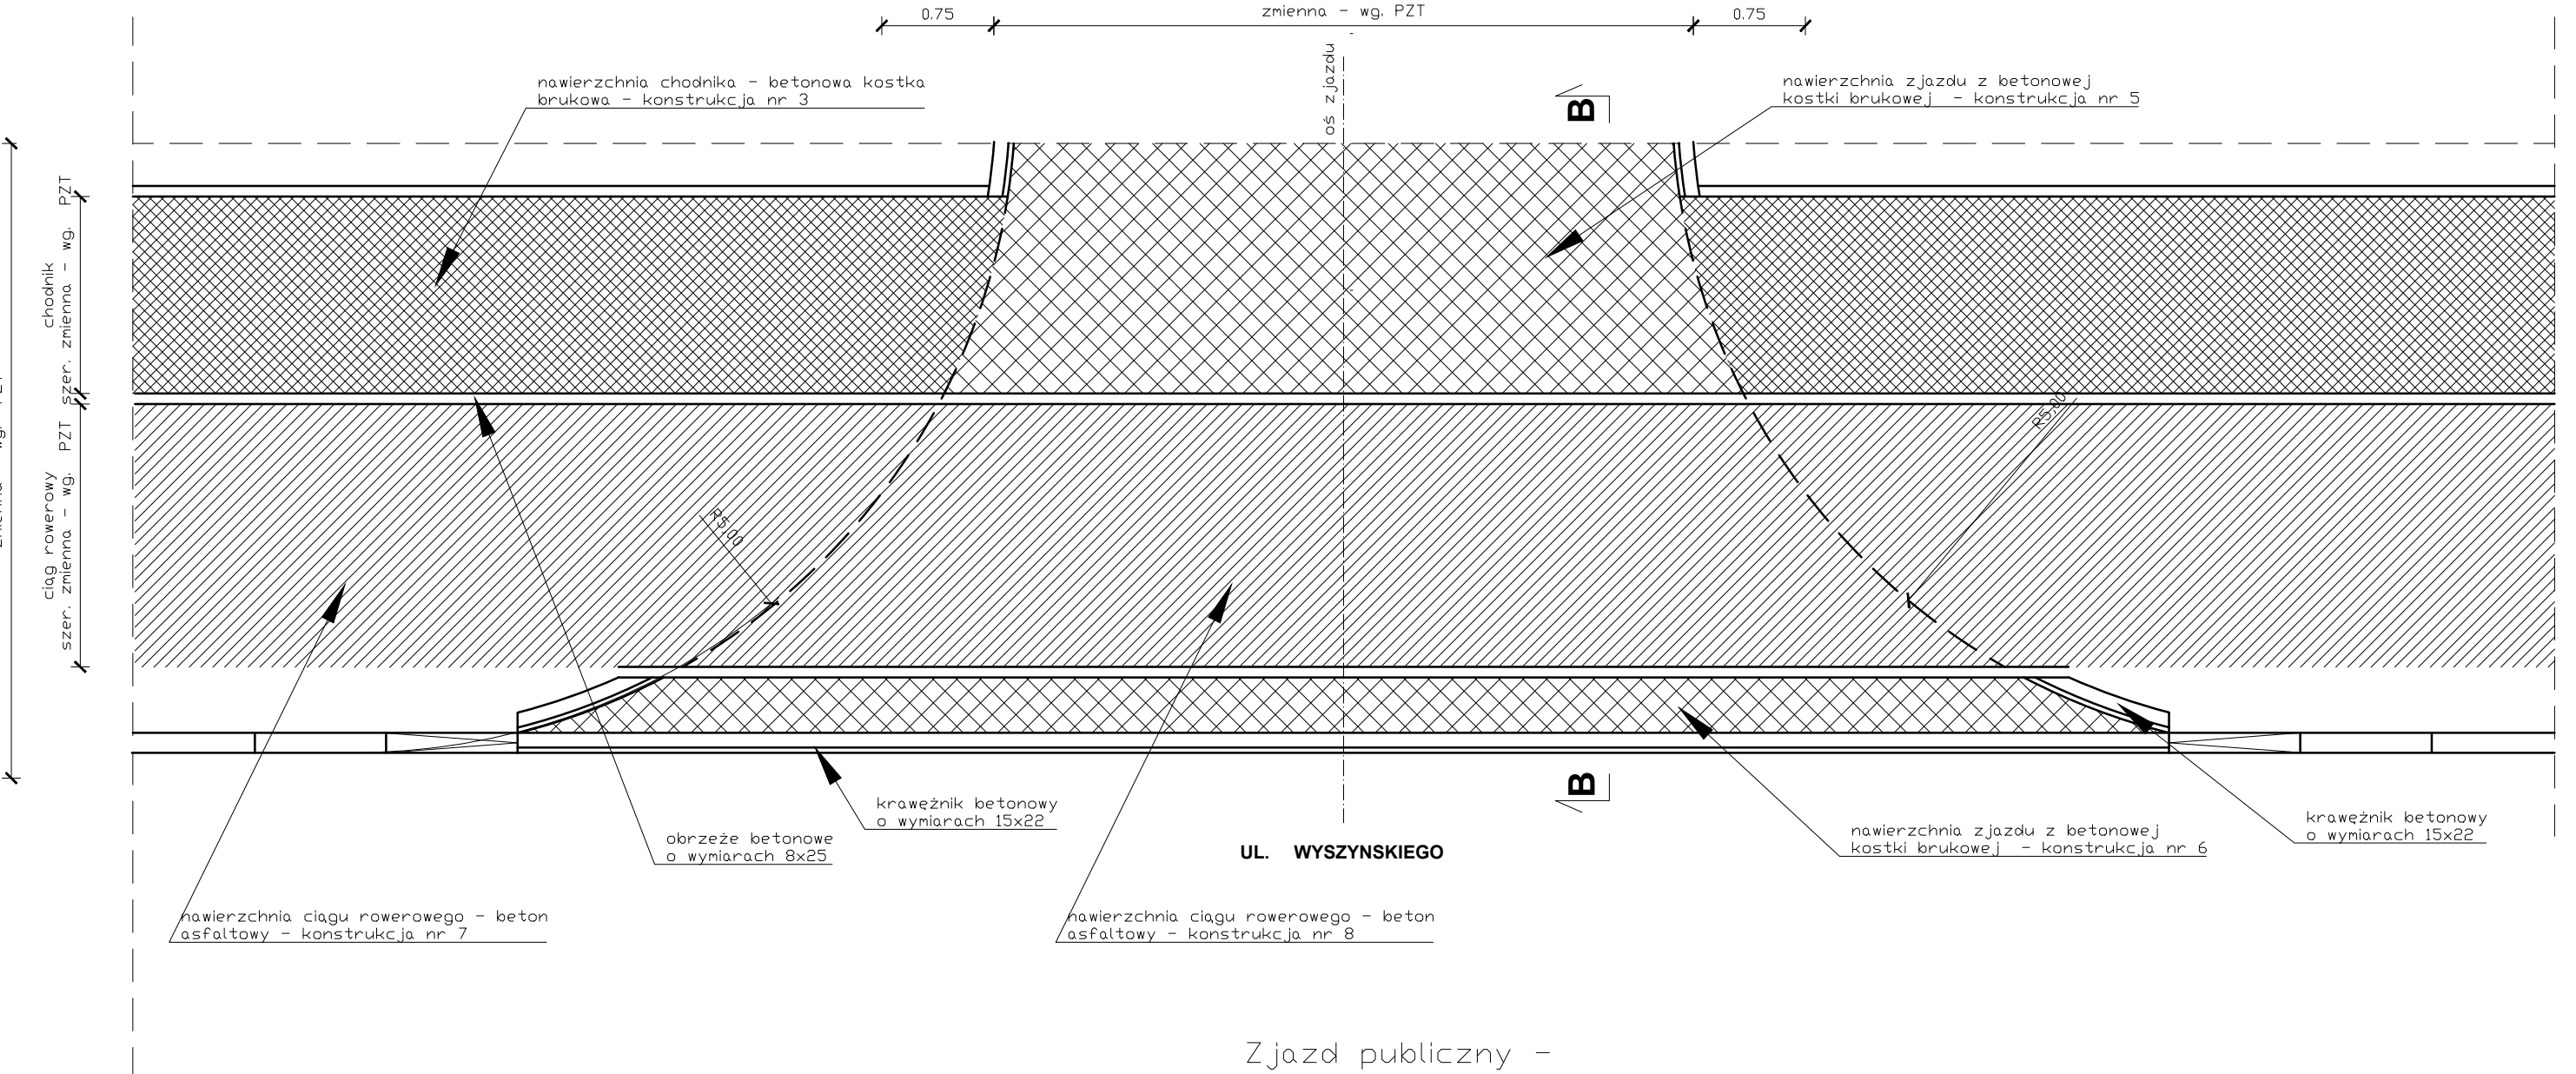 0.75
zmienna - wg. PZT
0.75
oś zjazdu
nawierzchnia chodnika - betonowa kostka
brukowa - konstrukcja nr 3
B
nawierzchnia zjazdu z betonowej
kostki brukowej - konstrukcja nr 5
chodnik
szer. zmienna - wg. PZT
ciąg rowerowy
szer. zmienna - wg. PZT
R5,00
R5,00
B
krawężnik betonowy
o wymiarach 15x22
obrzeże betonowe
o wymiarach 8x25
UL. WYSZYNSKIEGO
nawierzchnia zjazdu z betonowej
kostki brukowej - konstrukcja nr 6
krawężnik betonowy
o wymiarach 15x22
nawierzchnia ciągu rowerowego - beton
asfaltowy - konstrukcja nr 7
nawierzchnia ciągu rowerowego - beton
asfaltowy - konstrukcja nr 8
Zjazd publiczny -